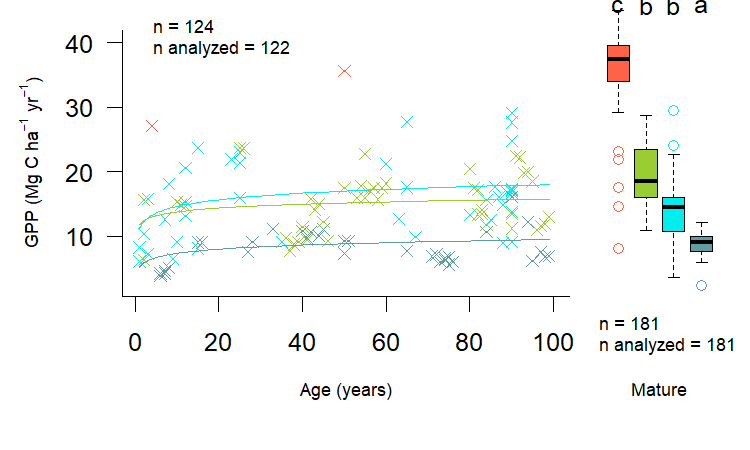 c b b a
n = 124
n analyzed = 122
GPP (Mg C ha⁻¹ yr⁻¹)
40
30
20
10
0 20 40 60 80 100
Age (years)
n = 181
n analyzed = 181
Mature